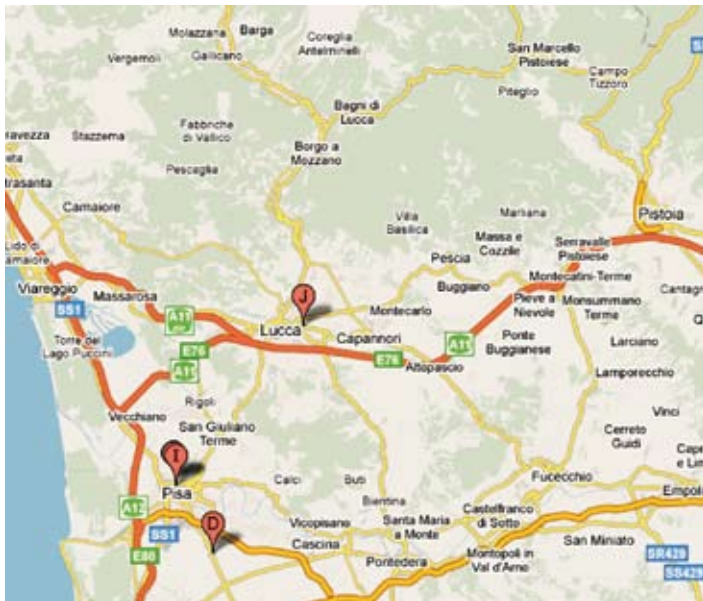 Molazzana
Barga
Coreglia
Antelminelli
Vergemoli
Gallicano
San Marcello
Pistoiese
Campo
Tizzoro
Piteglio
Bagni di
Lucca
Fabbriche
di Vallico
Stazzema
ravezza
eta
trasanta
Borgo a
Mozzano
Pescaglia
Camaiore
Villa
Basilica
Marliana
Pistoia
Massa e
Cozzile
Serravalle
Pistoiese
Lido di
amaiore
Pescia
Buggiano
Montecatini-Terme
Viareggio
Massarosa
SS1
A11
J
Montecarlo
Pieve a
Nievole
Monsummano
Terme
Lucca
Capannori
Torre del
Lago Puccini
E76
E76
A11
Altopascio
Ponte
Buggianese
Larciano
A11
Lamporecchio
Rigoli
Vecchiano
San Giuliano
Terme
Vinci
Cerreto
Guidi
I
Pisa
Calci
Buti
Fucecchio
Empoli
A12
Bientina
Castelfranco
di Sotto
SS1
D
Vicopisano
Santa Maria
a Monte
Cascina
San Miniato
E80
Pontedera
Montopoli in
Val d'Arno
SR429
SS429